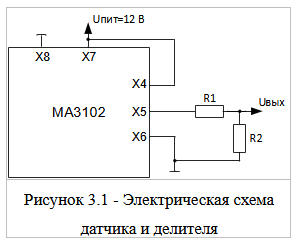 Uпит=12 В
X8
X7
X4
MA3102
X5
R1
Uвых
X6
R2
Рисунок 3.1 - Электрическая схема
датчика и делителя